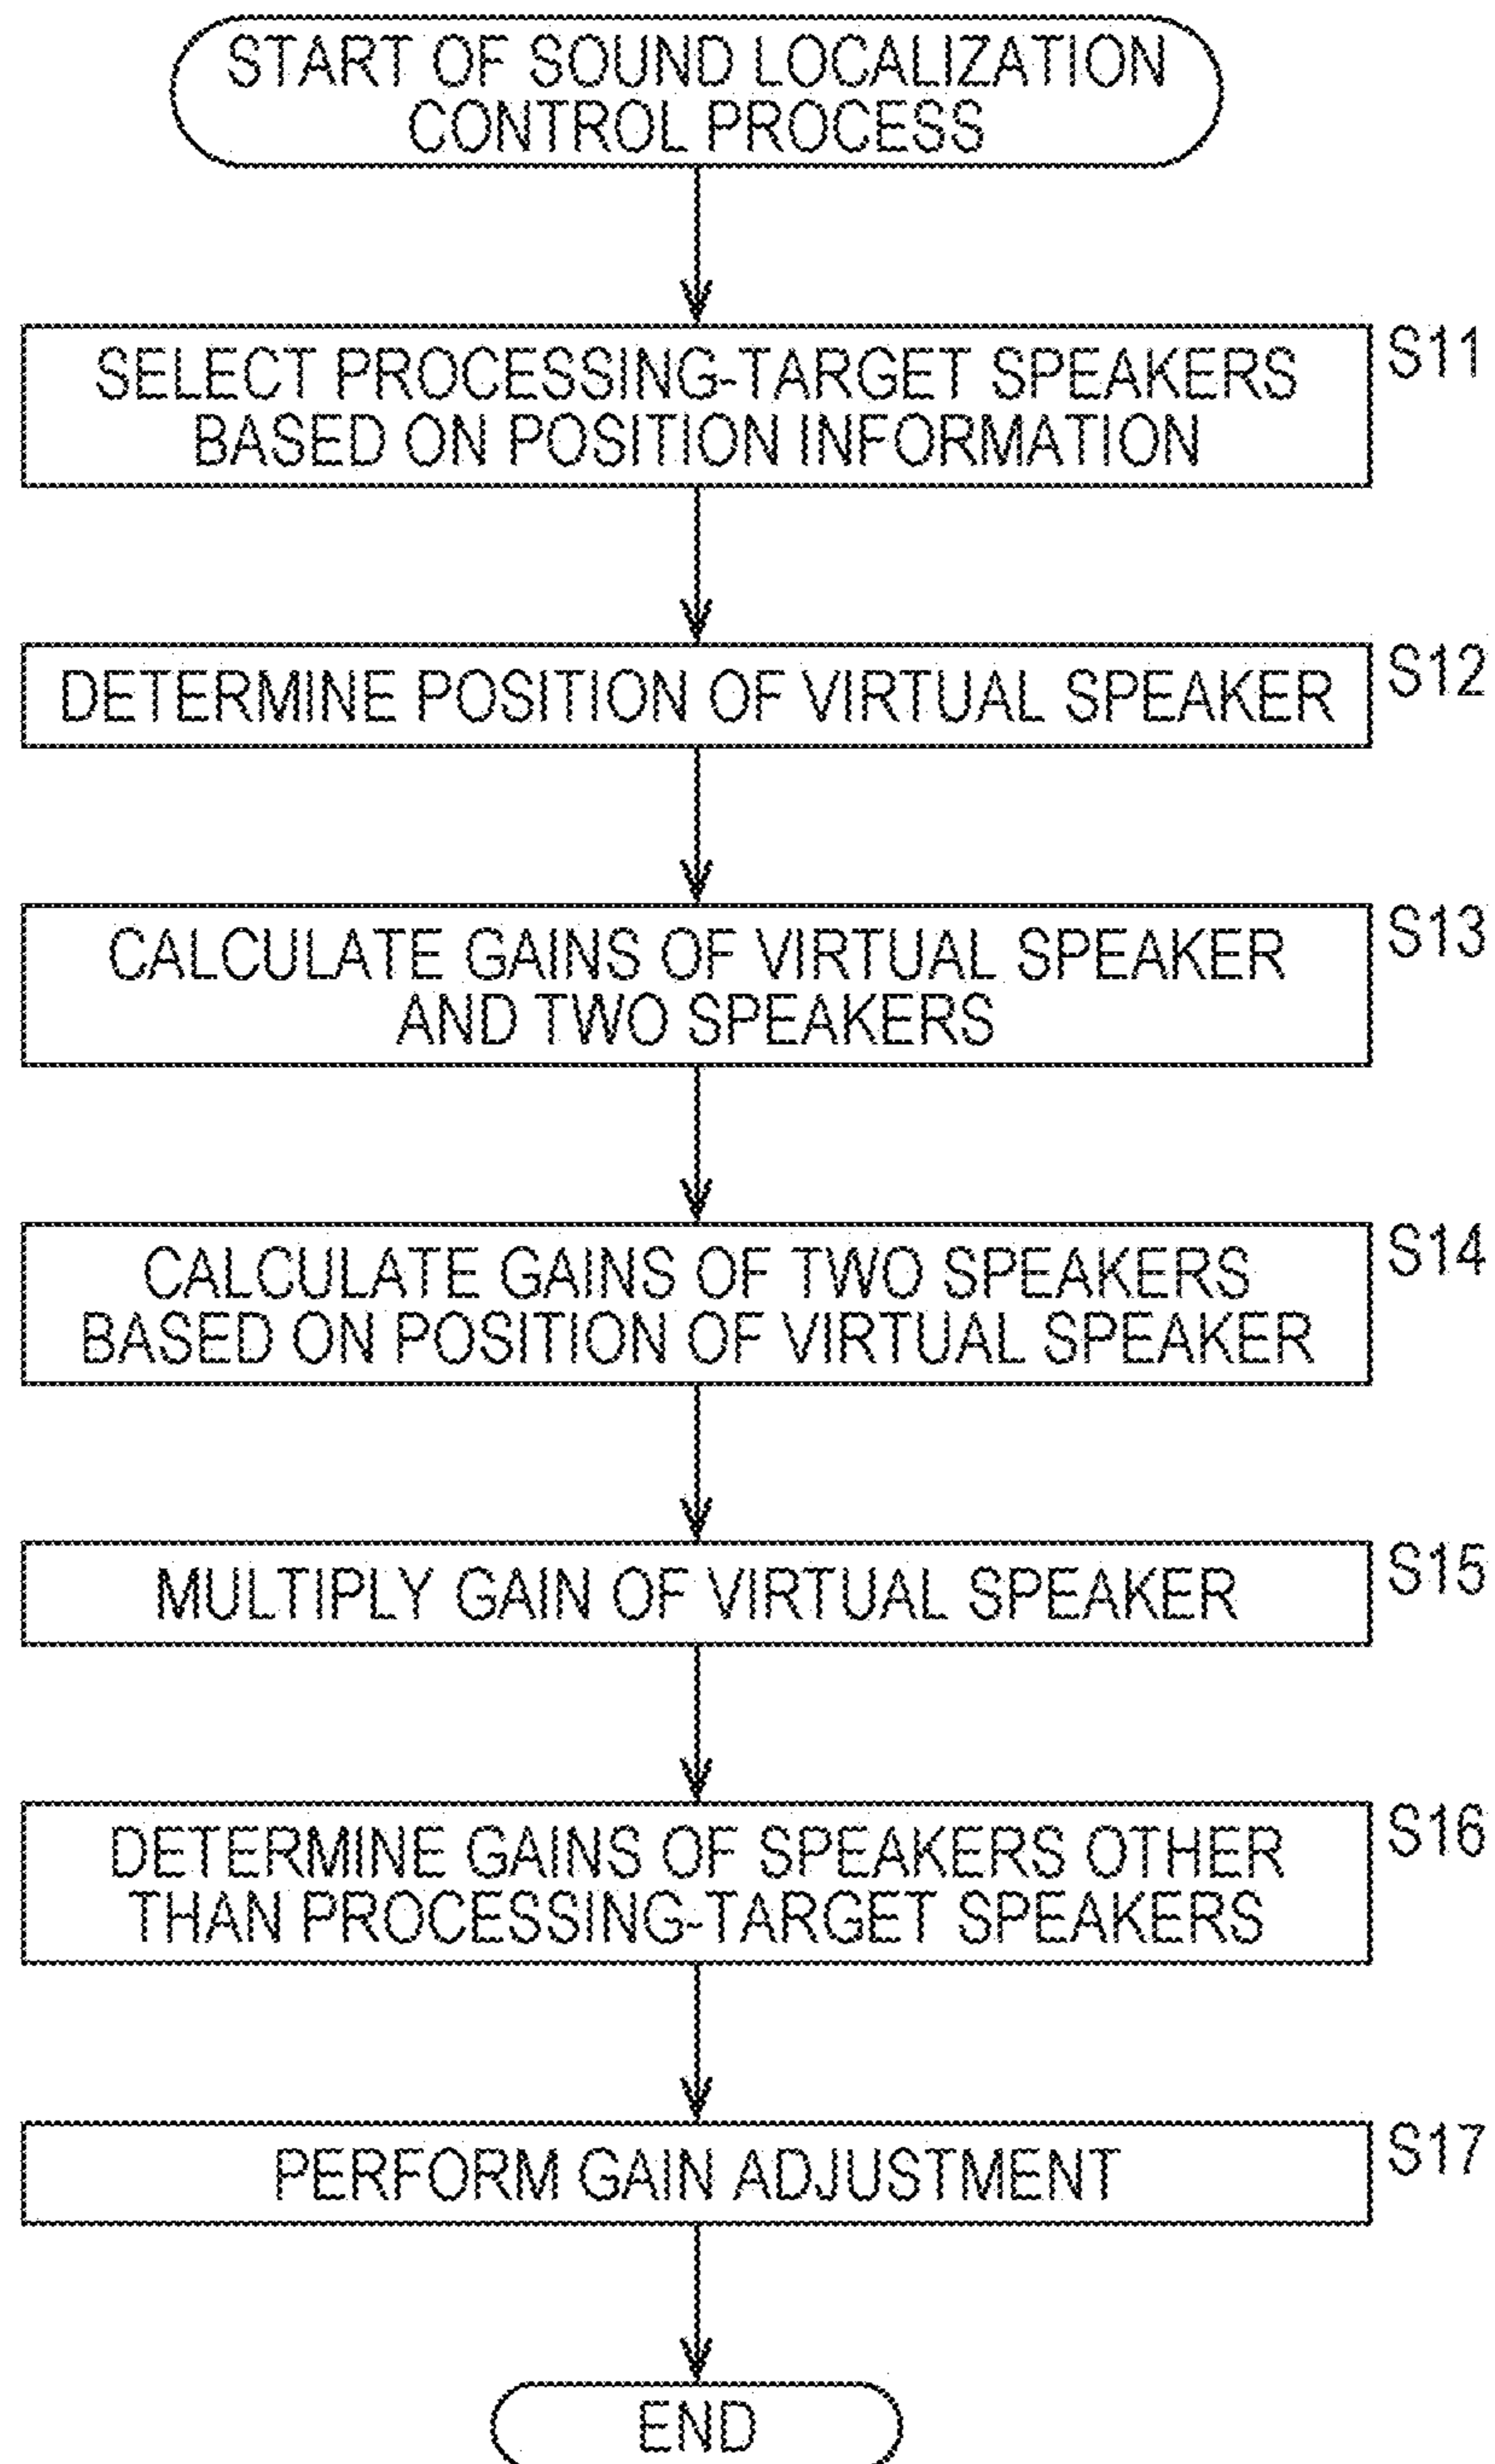 START OF SOUND LOCALIZATION
CONTROL PROCESS
SELECT PROCESSING-TARGET SPEAKERS
BASED ON POSITION INFORMATION
S11
DETERMINE POSITION OF VIRTUAL SPEAKER
S12
CALCULATE GAINS OF VIRTUAL SPEAKER
AND TWO SPEAKERS
S13
CALCULATE GAINS OF TWO SPEAKERS
BASED ON POSITION OF VIRTUAL SPEAKER
S14
MULTIPLY GAIN OF VIRTUAL SPEAKER
S15
DETERMINE GAINS OF SPEAKERS OTHER
THAN PROCESSING-TARGET SPEAKERS
S16
PERFORM GAIN ADJUSTMENT
S17
END